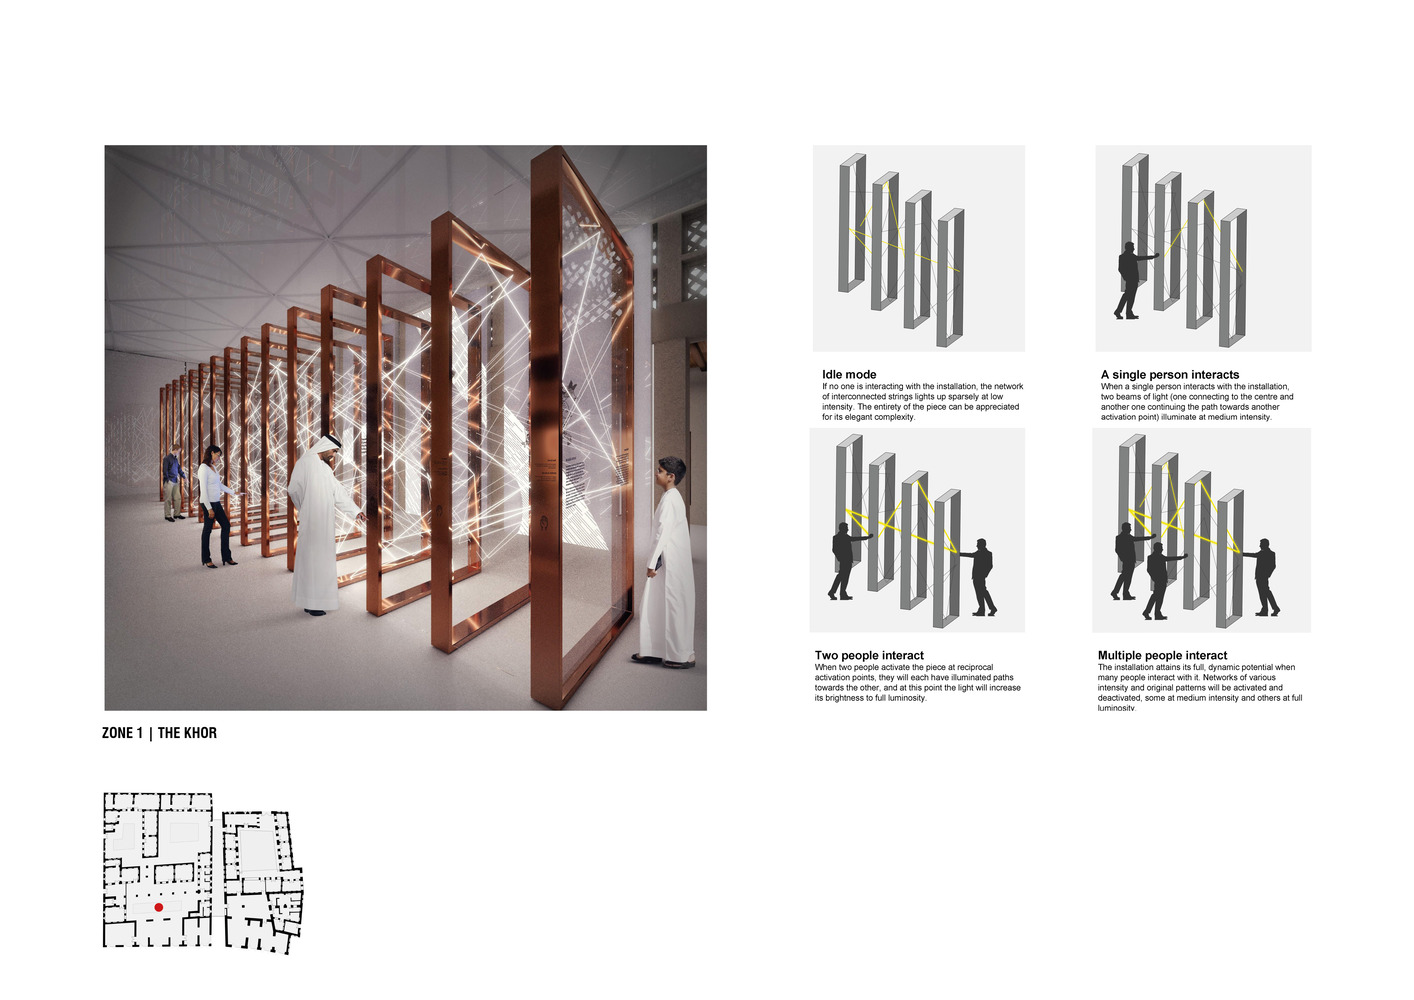 ZONE 1 | THE KHOR
Idle mode
If no one is interacting with the installation, the network
of interconnected strings lights up sparsely at low
intensity. The entirety of the piece can be appreciated
for its elegant complexity.
A single person interacts
When a single person interacts with the installation,
two beams of light (one connecting to the centre and
another one continuing the path towards another
activation point) illuminate at medium intensity.
Two people interact
When two people activate the piece at reciprocal
activation points, they will each have illuminated paths
towards the other, and at this point the light will increase
its brightness to full luminosity.
Multiple people interact
The installation attains its full, dynamic potential when
many people interact with it. Networks of various
intensity and original patterns will be activated and
deactivated, some at medium intensity and others at full
luminosity.